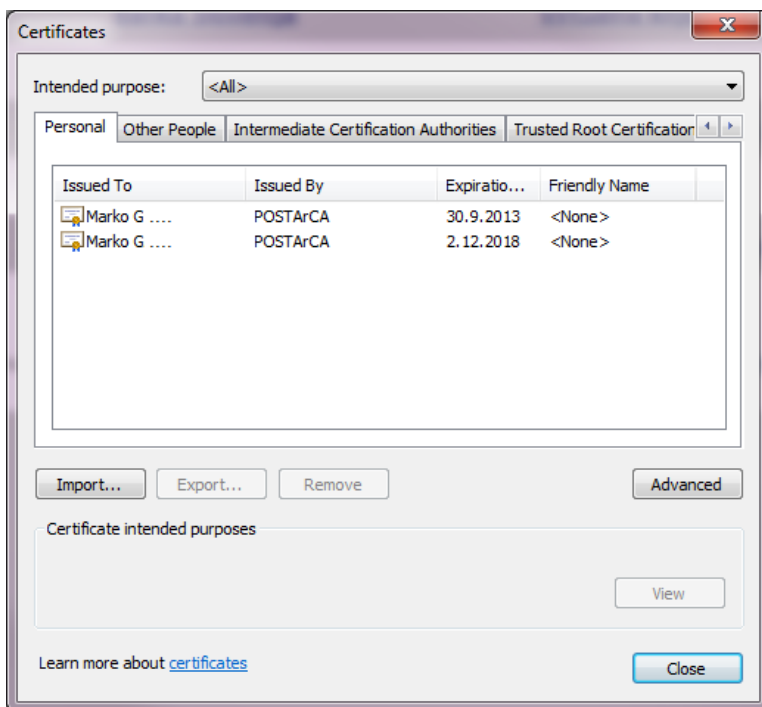 Certificates
Intended purpose: <All>
Personal Other People Intermediate Certification Authorities Trusted Root Certification
Issued To Issued By Expiratio... Friendly Name
Marko G .... POSTArCA 30.9.2013 <None>
Marko G .... POSTArCA 2.12.2018 <None>
Import... Export... Remove Advanced
Certificate intended purposes
View
Learn more about certificates
Close